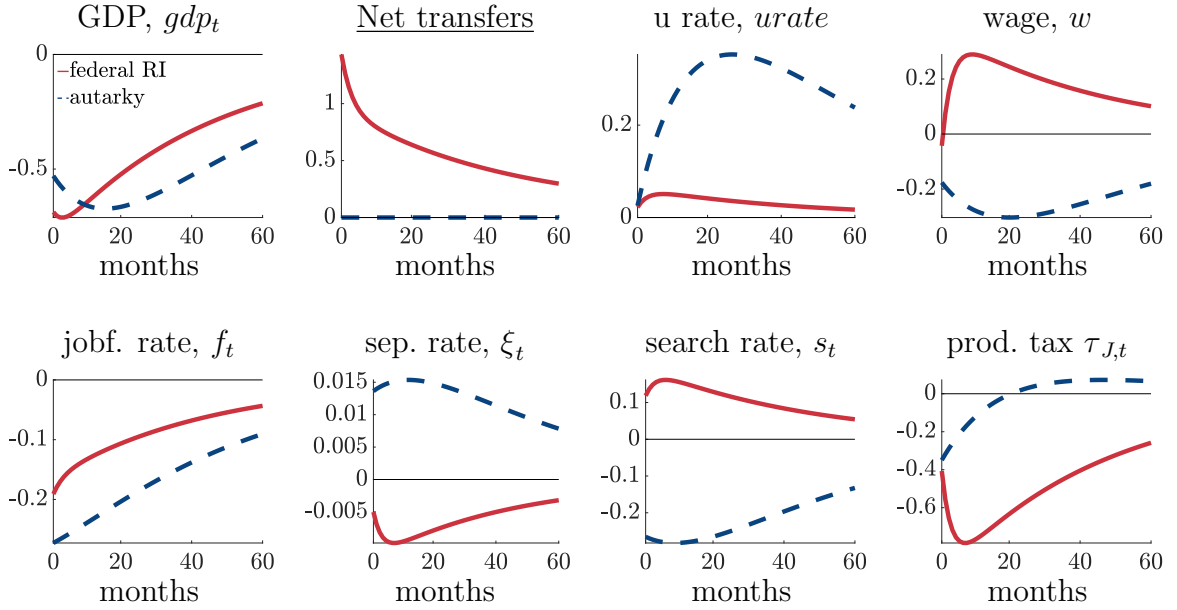 GDP, gdp_t
Net transfers
u rate, urate
wage, w
0
-0.5
federal RI
autarky
0 20 40 60
months
1
0.5
0
0 20 40 60
months
0.2
0
0 20 40 60
months
0.2
0
-0.2
0 20 40 60
months
jobf. rate, f_t
sep. rate, ξ_t
search rate, s_t
prod. tax τ_{J,t}
0
-0.1
-0.2
0 20 40 60
months
0.015
0.01
0.005
0
-0.005
0 20 40 60
months
0.1
0
-0.1
-0.2
0 20 40 60
months
0
-0.2
-0.4
-0.6
0 20 40 60
months